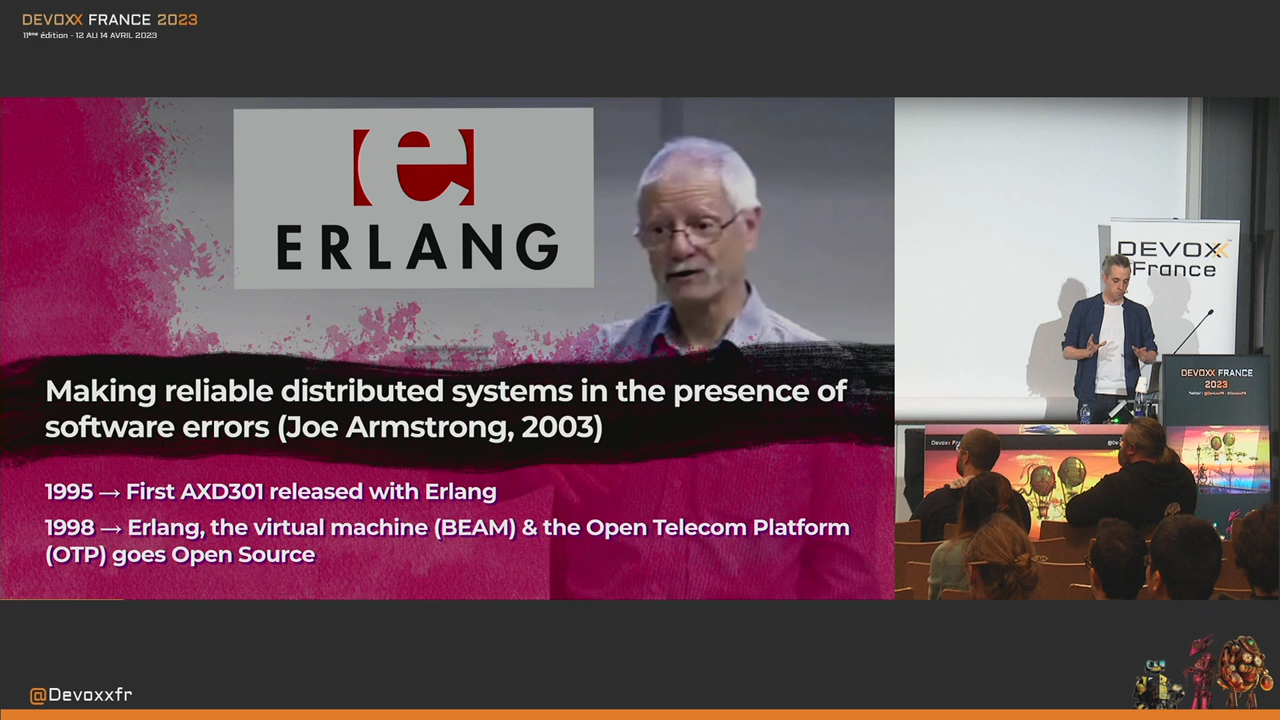 DEVOXX FRANCE 2023
11ème édition - 12 AU 14 AVRIL 2023
e
ERLANG
Making reliable distributed systems in the presence of
software errors (Joe Armstrong, 2003)
1995 → First AXD301 released with Erlang
1998 → Erlang, the virtual machine (BEAM) & the Open Telecom Platform
(OTP) goes Open Source
DEVOXX
France
DEVOXX FRANCE
2023
@Devoxxfr